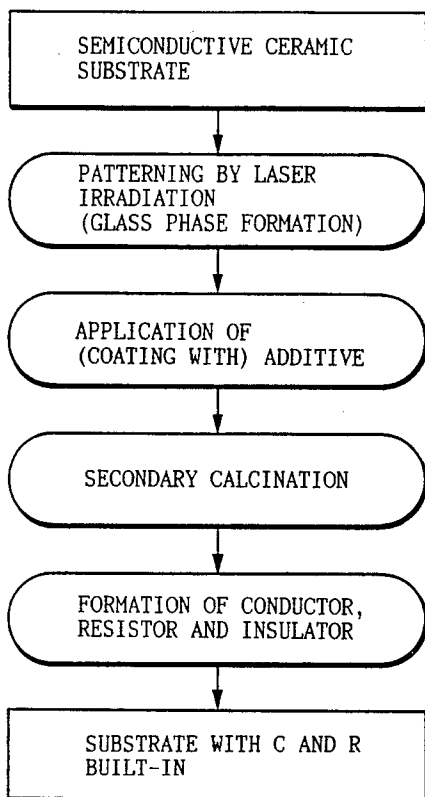 SEMICONDUCTIVE CERAMIC
SUBSTRATE
PATTERNING BY LASER
IRRADIATION
(GLASS PHASE FORMATION)
APPLICATION OF
(COATING WITH) ADDITIVE
SECONDARY CALCINATION
FORMATION OF CONDUCTOR,
RESISTOR AND INSULATOR
SUBSTRATE WITH C AND R
BUILT-IN